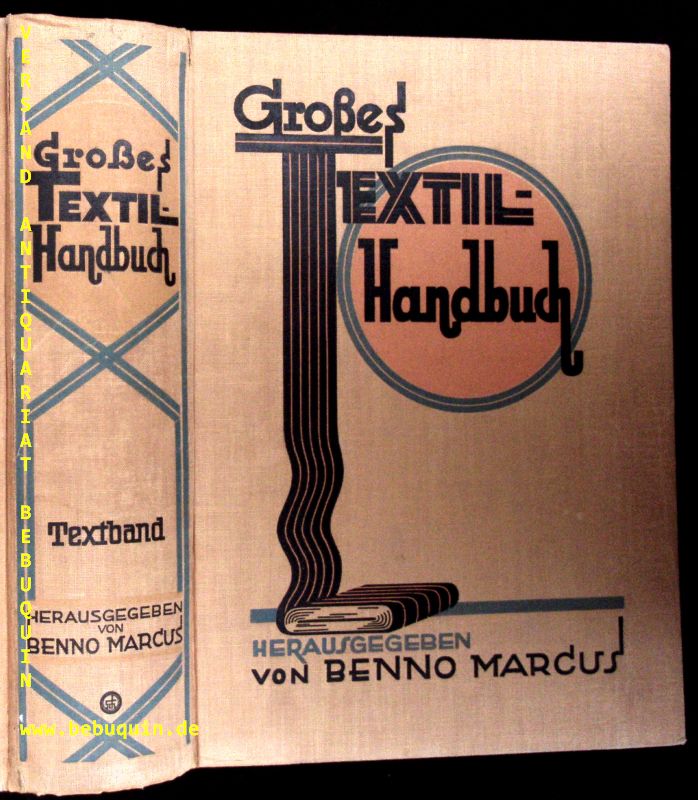 Großes
TEXTIL-
Handbuch
Textband
HERAUSGEGEBEN
VON
BENNO MARCUS
Großes
TEXTIL-
Handbuch
HERAUSGEGEBEN
VON BENNO MARCUS
VERSAND ANTIQUARIAT BEBUQUIN
www.bebuquin.de